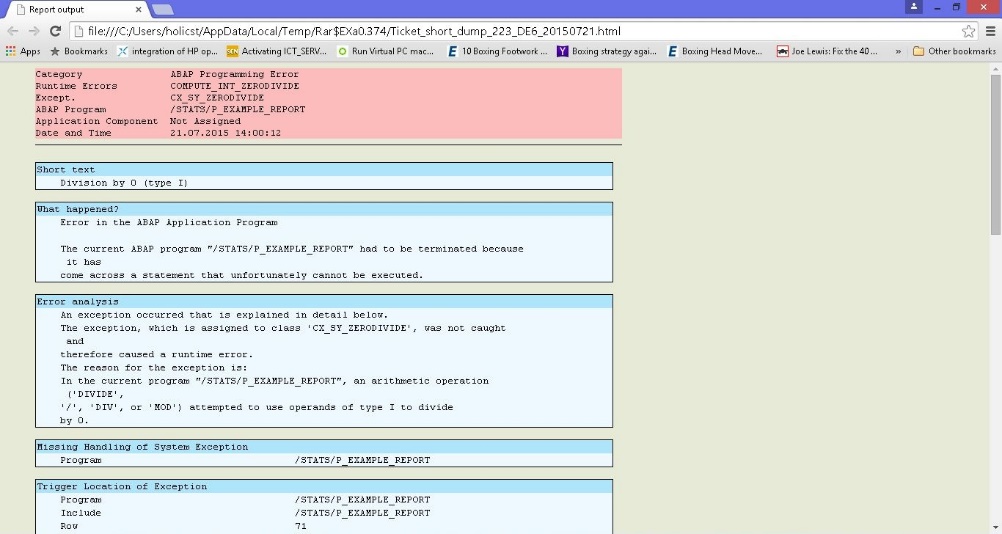 Report output
file:///C:/Users/holicst/AppData/Local/Temp/Rar$EXa0.374/Ticket_short_dump_223_DE6_20150721.html
Apps Bookmarks integration of HP op... Activating ICT_SERV... Run Virtual PC mac... 10 Boxing Footwork ... Boxing strategy agai... Boxing Head Move... Joe Lewis: Fix the 40 ... » Other bookmarks
Category ABAP Programming Error
Runtime Errors COMPUTE_INT_ZERODIVIDE
Except. CX_SY_ZERODIVIDE
ABAP Program /STATS/P_EXAMPLE_REPORT
Application Component Not Assigned
Date and Time 21.07.2015 14:00:12
Short text
Division by 0 (type I)
What happened?
Error in the ABAP Application Program
The current ABAP program "/STATS/P_EXAMPLE_REPORT" had to be terminated because
it has
come across a statement that unfortunately cannot be executed.
Error analysis
An exception occurred that is explained in detail below.
The exception, which is assigned to class 'CX_SY_ZERODIVIDE', was not caught
and
therefore caused a runtime error.
The reason for the exception is:
In the current program "/STATS/P_EXAMPLE_REPORT", an arithmetic operation
('DIVIDE',
'/', 'DIV', or 'MOD') attempted to use operands of type I to divide
by 0.
Missing Handling of System Exception
Program /STATS/P_EXAMPLE_REPORT
Trigger Location of Exception
Program /STATS/P_EXAMPLE_REPORT
Include /STATS/P_EXAMPLE_REPORT
Row 71